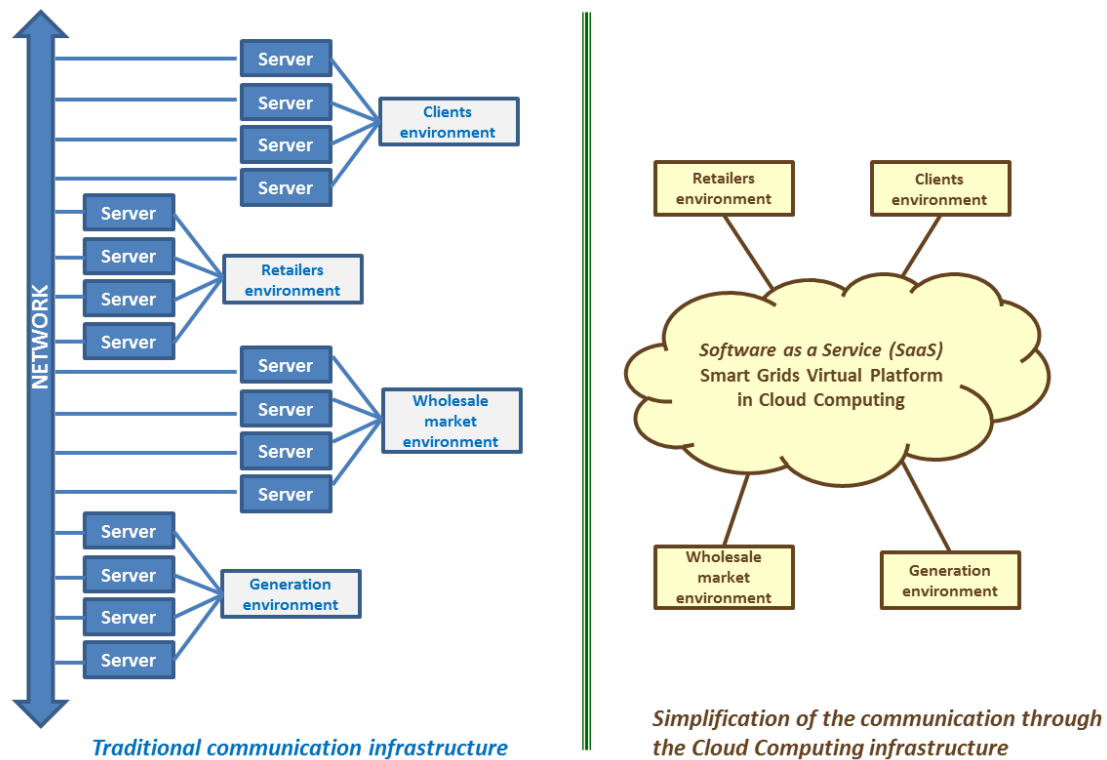 NETWORK
Server
Server
Server
Server
Clients
environment
Server
Server
Server
Server
Retailers
environment
Server
Server
Server
Server
Wholesale
market
environment
Server
Server
Server
Server
Generation
environment
Traditional communication infrastructure
Retailers
environment
Clients
environment
Software as a Service (SaaS)
Smart Grids Virtual Platform
in Cloud Computing
Wholesale
market
environment
Generation
environment
Simplification of the communication through
the Cloud Computing infrastructure